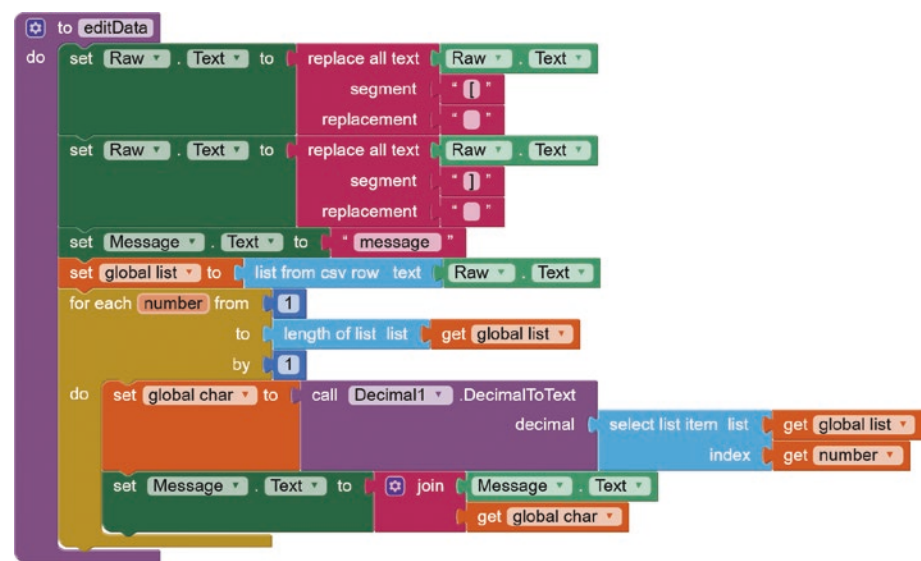 to editData
do set Raw . Text to replace all text Raw . Text
segment " [ "
replacement " "
set Raw . Text to replace all text Raw . Text
segment " ] "
replacement " "
set Message . Text to " message "
set global list to list from csv row text Raw . Text
for each number from 1
to length of list list get global list
by 1
do set global char to call Decimal1 .DecimalToText
decimal select list item list get global list
index get number
set Message . Text to join Message . Text
get global char